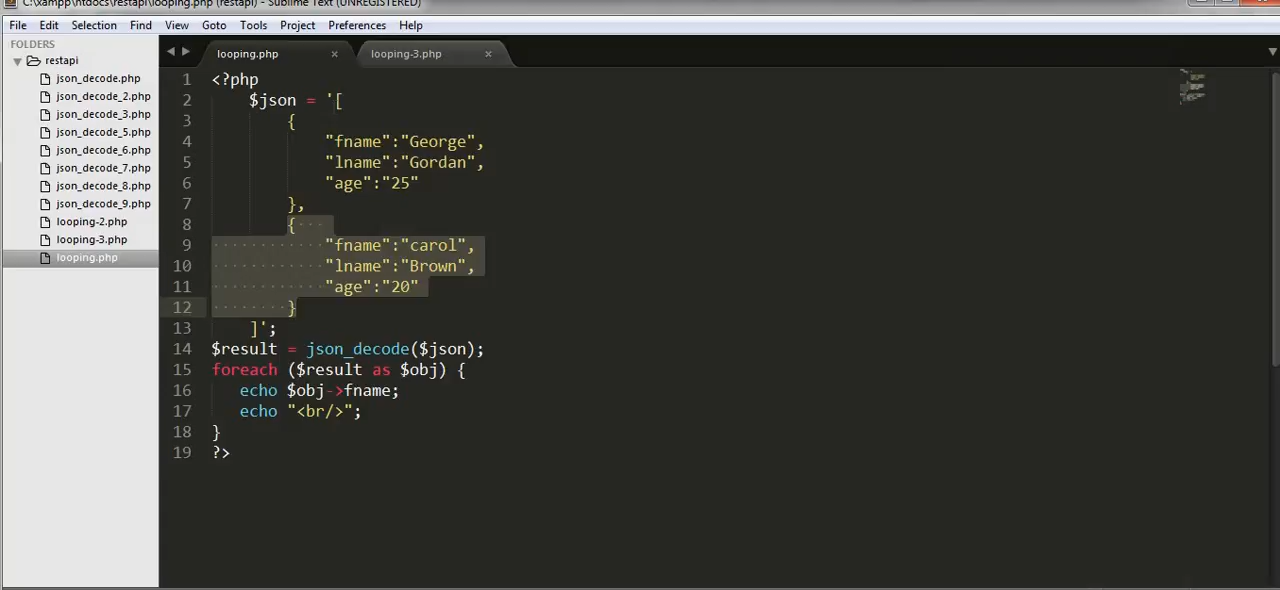 C:\xampp\htdocs\restapi\looping.php (restapi) - Sublime Text (UNREGISTERED)
File Edit Selection Find View Goto Tools Project Preferences Help
FOLDERS
restapi
json_decode.php
json_decode_2.php
json_decode_3.php
json_decode_5.php
json_decode_6.php
json_decode_7.php
json_decode_8.php
json_decode_9.php
looping-2.php
looping-3.php
looping.php
looping.php × looping-3.php ×
1 <?php
2 $json = '[
3 {
4 "fname":"George",
5 "lname":"Gordan",
6 "age":"25"
7 },
8 {
9 "fname":"carol",
10 "lname":"Brown",
11 "age":"20"
12 }
13 ]';
14 $result = json_decode($json);
15 foreach ($result as $obj) {
16 echo $obj->fname;
17 echo "<br/>";
18 }
19 ?>